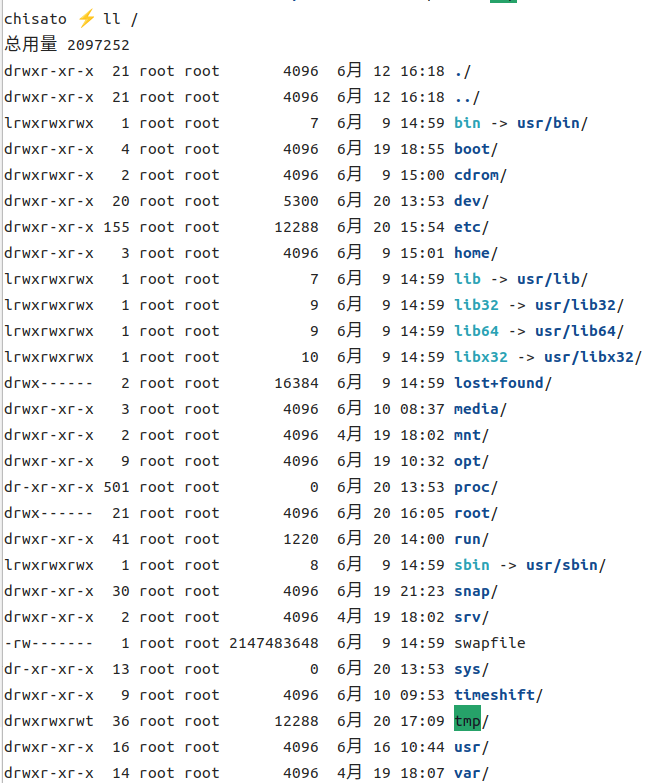 chisato ⚡ ll /
总用量 2097252
drwxr-xr-x  21 root root       4096  6月 12 16:18 ./
drwxr-xr-x  21 root root       4096  6月 12 16:18 ../
lrwxrwxrwx   1 root root          7  6月  9 14:59 bin -> usr/bin/
drwxr-xr-x   4 root root       4096  6月 19 18:55 boot/
drwxrwxr-x   2 root root       4096  6月  9 15:00 cdrom/
drwxr-xr-x  20 root root       5300  6月 20 13:53 dev/
drwxr-xr-x 155 root root      12288  6月 20 15:54 etc/
drwxr-xr-x   3 root root       4096  6月  9 15:01 home/
lrwxrwxrwx   1 root root          7  6月  9 14:59 lib -> usr/lib/
lrwxrwxrwx   1 root root          9  6月  9 14:59 lib32 -> usr/lib32/
lrwxrwxrwx   1 root root          9  6月  9 14:59 lib64 -> usr/lib64/
lrwxrwxrwx   1 root root         10  6月  9 14:59 libx32 -> usr/libx32/
drwx------   2 root root      16384  6月  9 14:59 lost+found/
drwxr-xr-x   3 root root       4096  6月 10 08:37 media/
drwxr-xr-x   2 root root       4096  4月 19 18:02 mnt/
drwxr-xr-x   9 root root       4096  6月 19 10:32 opt/
dr-xr-xr-x 501 root root          0  6月 20 13:53 proc/
drwx------  21 root root       4096  6月 20 16:05 root/
drwxr-xr-x  41 root root       1220  6月 20 14:00 run/
lrwxrwxrwx   1 root root          8  6月  9 14:59 sbin -> usr/sbin/
drwxr-xr-x  30 root root       4096  6月 19 21:23 snap/
drwxr-xr-x   2 root root       4096  4月 19 18:02 srv/
-rw-------   1 root root 2147483648  6月  9 14:59 swapfile
dr-xr-xr-x  13 root root          0  6月 20 13:53 sys/
drwxr-xr-x   9 root root       4096  6月 10 09:53 timeshift/
drwxrwxrwt  36 root root      12288  6月 20 17:09 tmp/
drwxr-xr-x  16 root root       4096  6月 16 10:44 usr/
drwxr-xr-x  14 root root       4096  4月 19 18:07 var/